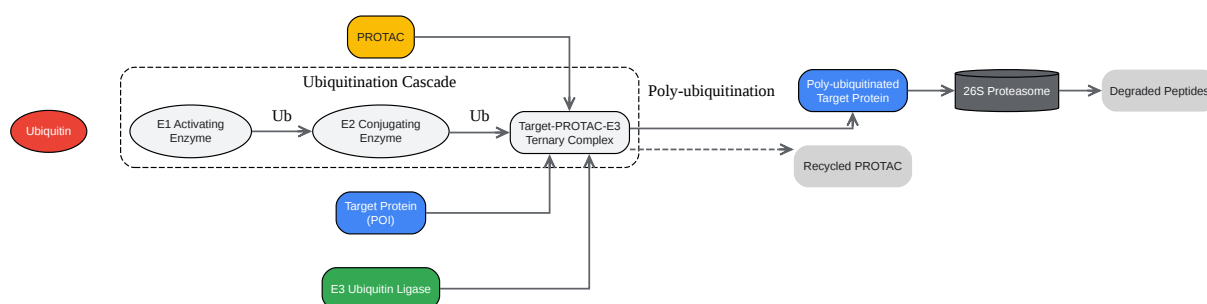 PROTAC
Ubiquitination Cascade
Poly-ubiquitination
Poly-ubiquitinated
Target Protein
26S Proteasome
Degraded Peptides
Ubiquitin
E1 Activating
Enzyme
Ub
E2 Conjugating
Enzyme
Ub
Target-PROTAC-E3
Ternary Complex
Recycled PROTAC
Target Protein
(POI)
E3 Ubiquitin Ligase